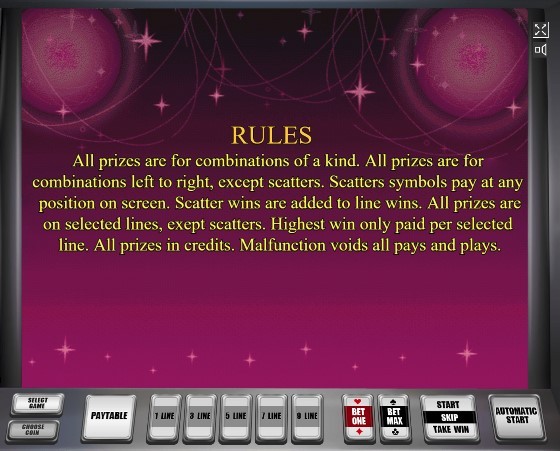 RULES
All prizes are for combinations of a kind. All prizes are for
combinations left to right, except scatters. Scatters symbols pay at any
position on screen. Scatter wins are added to line wins. All prizes are
on selected lines, exept scatters. Highest win only paid per selected
line. All prizes in credits. Malfunction voids all pays and plays.
SELECT
GAME
CHOOSE
COIN
PAYTABLE
1 LINE
3 LINE
5 LINE
7 LINE
9 LINE
BET
ONE
BET
MAX
START
SKIP
TAKE WIN
AUTOMATIC
START